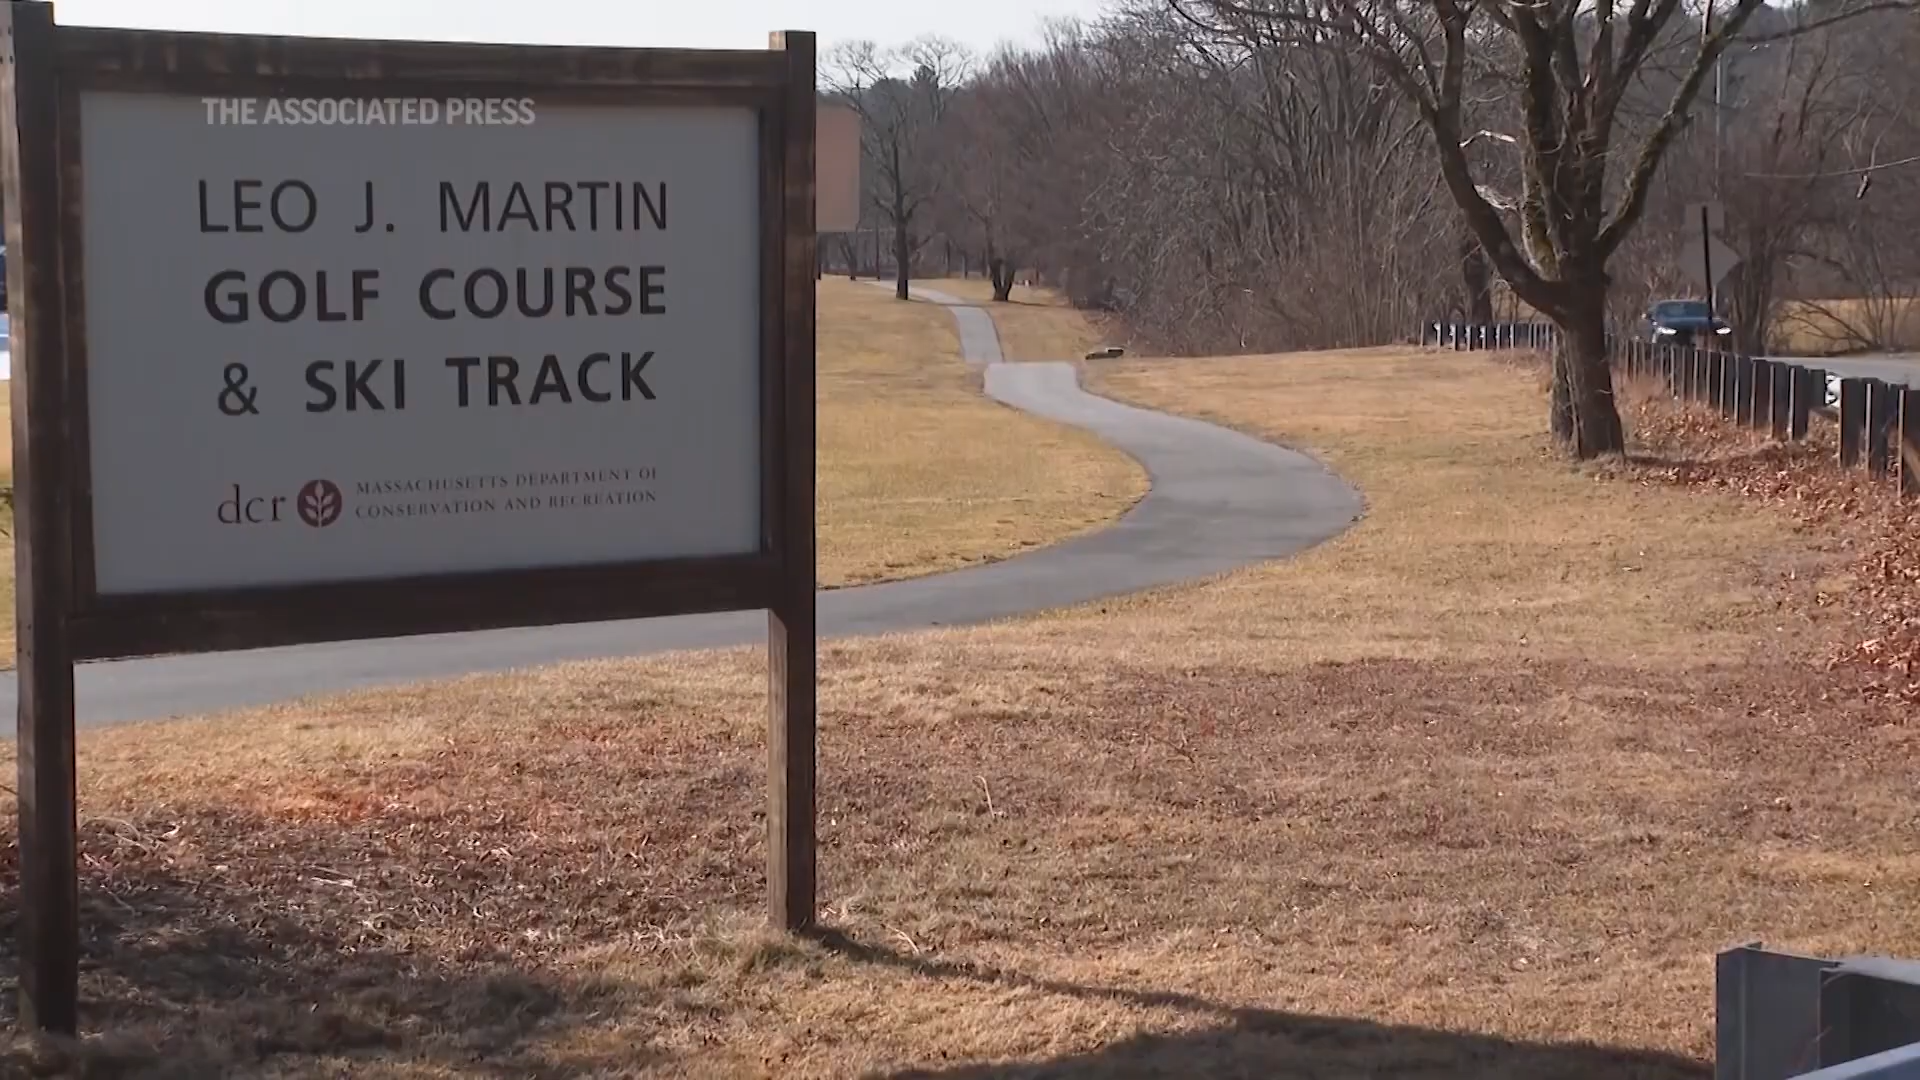 THE ASSOCIATED PRESS
LEO J. MARTIN
GOLF COURSE
& SKI TRACK
dcr MASSACHUSETTS DEPARTMENT OF
CONSERVATION AND RECREATION